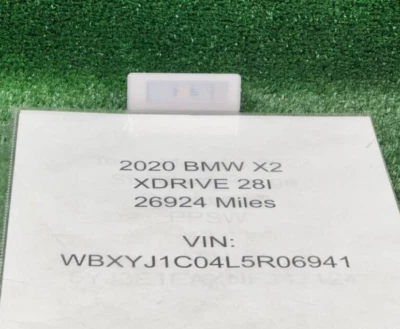 2020 BMW X2
XDRIVE 28I
26924 Miles
VIN:
WBXYJ1C04L5R06941